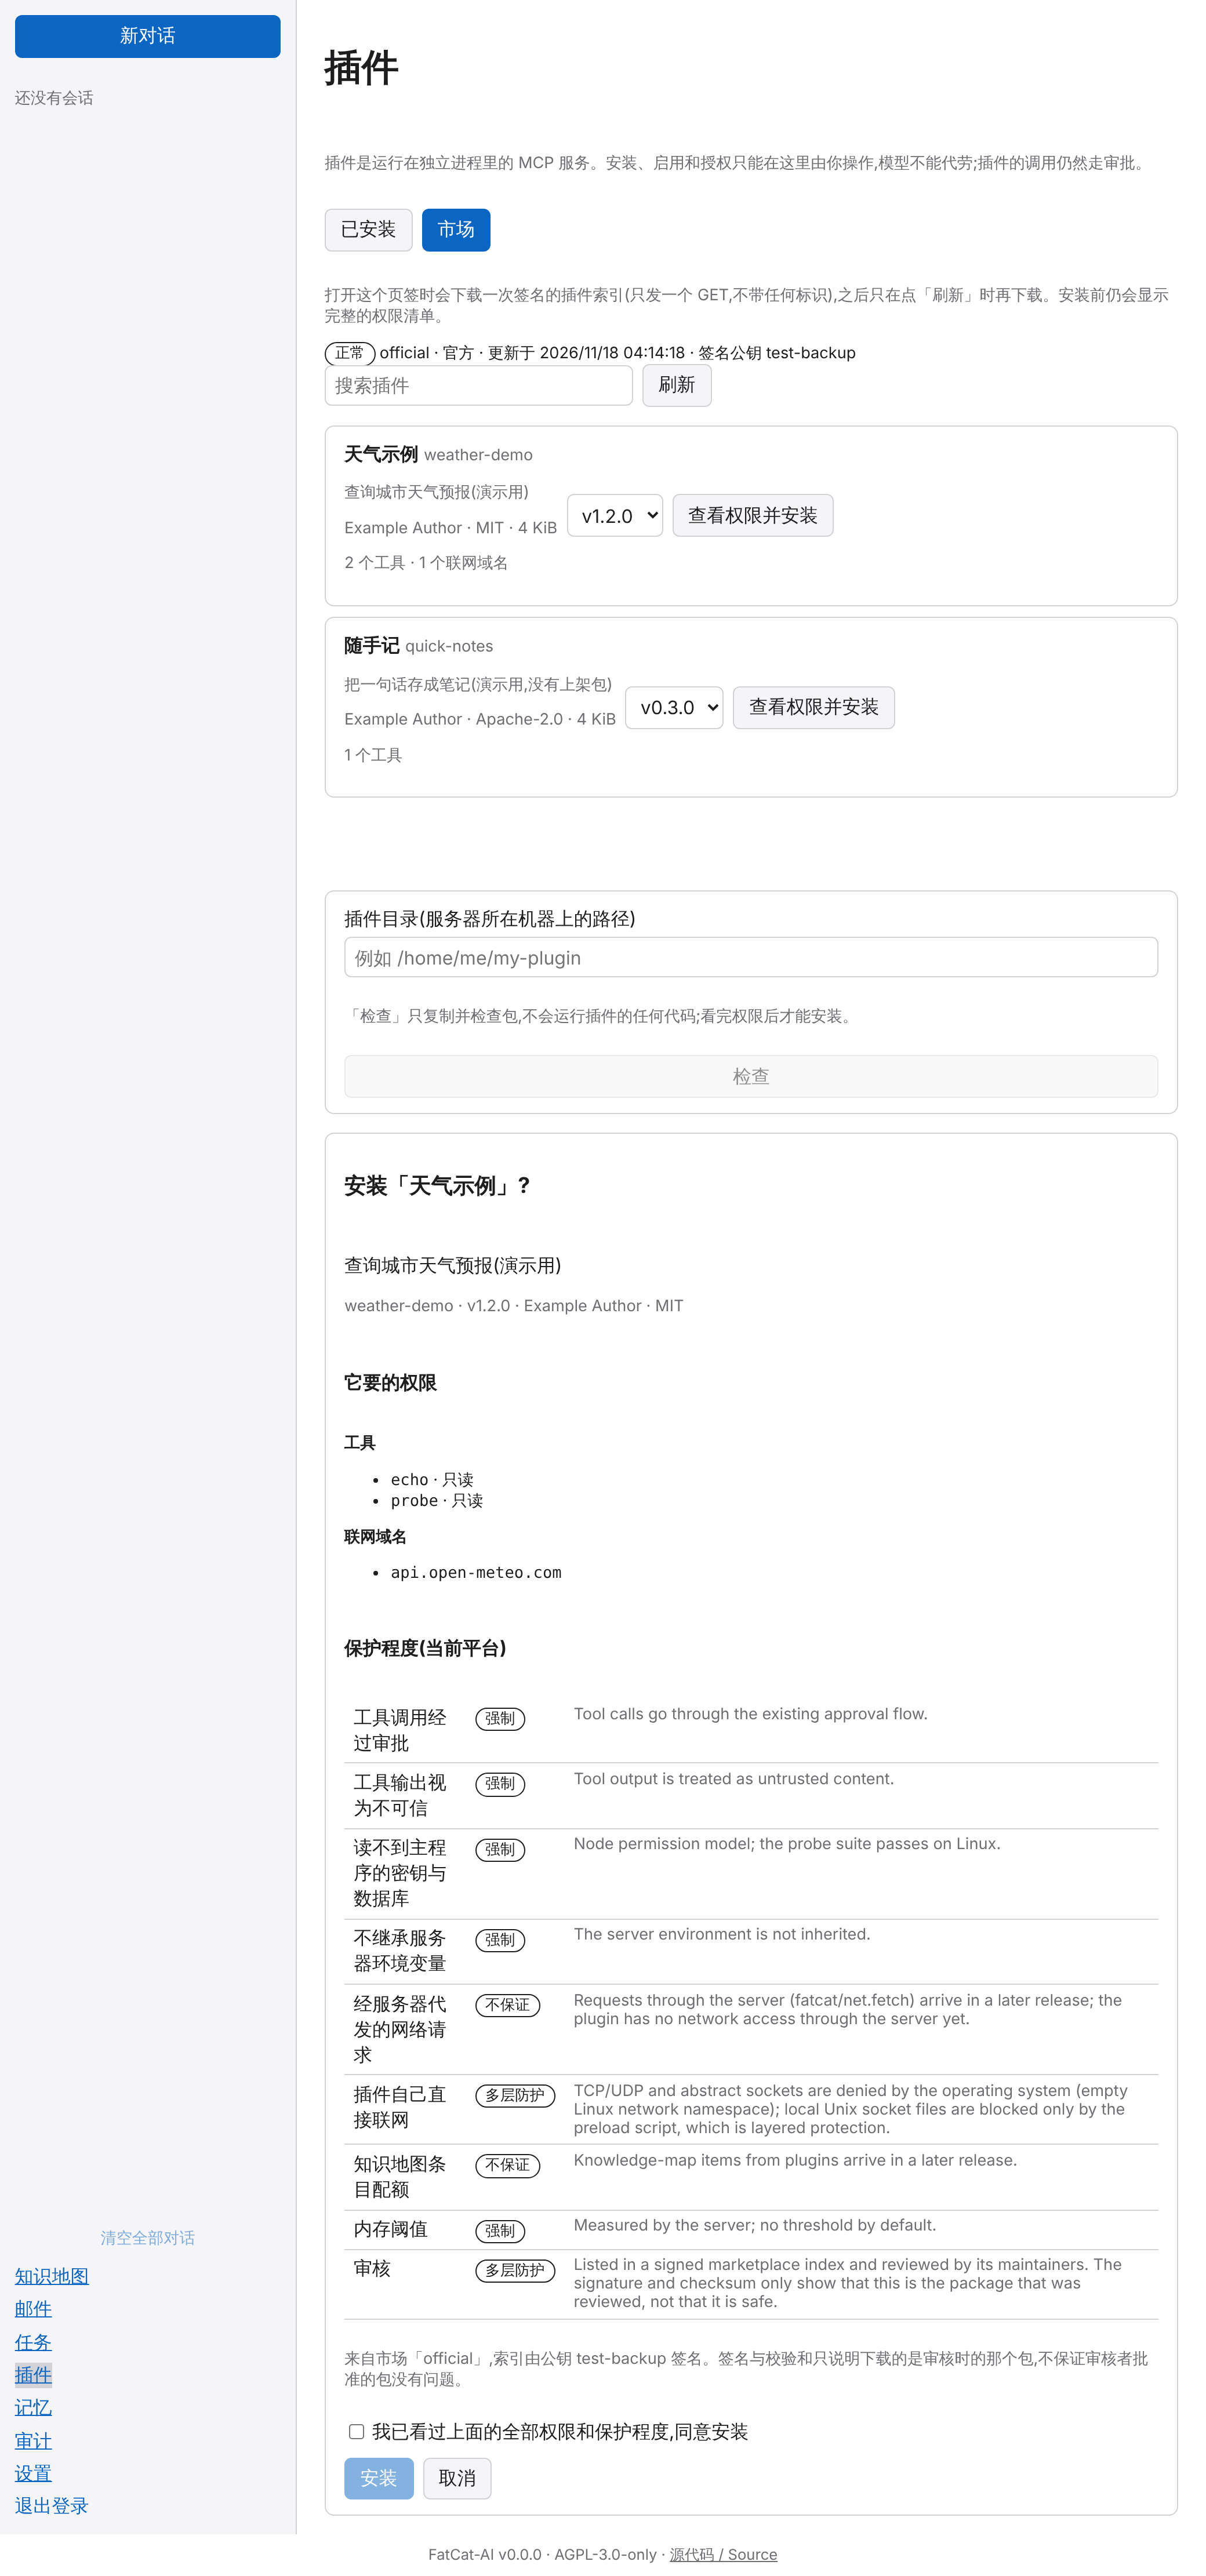 新对话
还没有会话
清空全部对话
知识地图
邮件
任务
插件
记忆
审计
设置
退出登录
插件
插件是运行在独立进程里的 MCP 服务。安装、启用和授权只能在这里由你操作,模型不能代劳;插件的调用仍然走审批。
已安装
市场
打开这个页签时会下载一次签名的插件索引(只发一个 GET,不带任何标识),之后只在点「刷新」时再下载。安装前仍会显示
完整的权限清单。
正常 official · 官方 · 更新于 2026/11/18 04:14:18 · 签名公钥 test-backup
搜索插件
刷新
天气示例 weather-demo
查询城市天气预报(演示用)
Example Author · MIT · 4 KiB
2 个工具 · 1 个联网域名
v1.2.0
查看权限并安装
随手记 quick-notes
把一句话存成笔记(演示用,没有上架包)
Example Author · Apache-2.0 · 4 KiB
1 个工具
v0.3.0
查看权限并安装
插件目录(服务器所在机器上的路径)
例如 /home/me/my-plugin
「检查」只复制并检查包,不会运行插件的任何代码;看完权限后才能安装。
检查
安装「天气示例」?
查询城市天气预报(演示用)
weather-demo · v1.2.0 · Example Author · MIT
它要的权限
工具
• echo · 只读
• probe · 只读
联网域名
• api.open-meteo.com
保护程度(当前平台)
工具调用经
过审批
强制
Tool calls go through the existing approval flow.
工具输出视
为不可信
强制
Tool output is treated as untrusted content.
读不到主程
序的密钥与
数据库
强制
Node permission model; the probe suite passes on Linux.
不继承服务
器环境变量
强制
The server environment is not inherited.
经服务器代
发的网络请
求
不保证
Requests through the server (fatcat/net.fetch) arrive in a later release; the
plugin has no network access through the server yet.
插件自己直
接联网
多层防护
TCP/UDP and abstract sockets are denied by the operating system (empty
Linux network namespace); local Unix socket files are blocked only by the
preload script, which is layered protection.
知识地图条
目配额
不保证
Knowledge-map items from plugins arrive in a later release.
内存阈值
强制
Measured by the server; no threshold by default.
审核
多层防护
Listed in a signed marketplace index and reviewed by its maintainers. The
signature and checksum only show that this is the package that was
reviewed, not that it is safe.
来自市场「official」,索引由公钥 test-backup 签名。签名与校验和只说明下载的是审核时的那个包,不保证审核者批
准的包没有问题。
我已看过上面的全部权限和保护程度,同意安装
安装
取消
FatCat-AI v0.0.0 · AGPL-3.0-only · 源代码 / Source